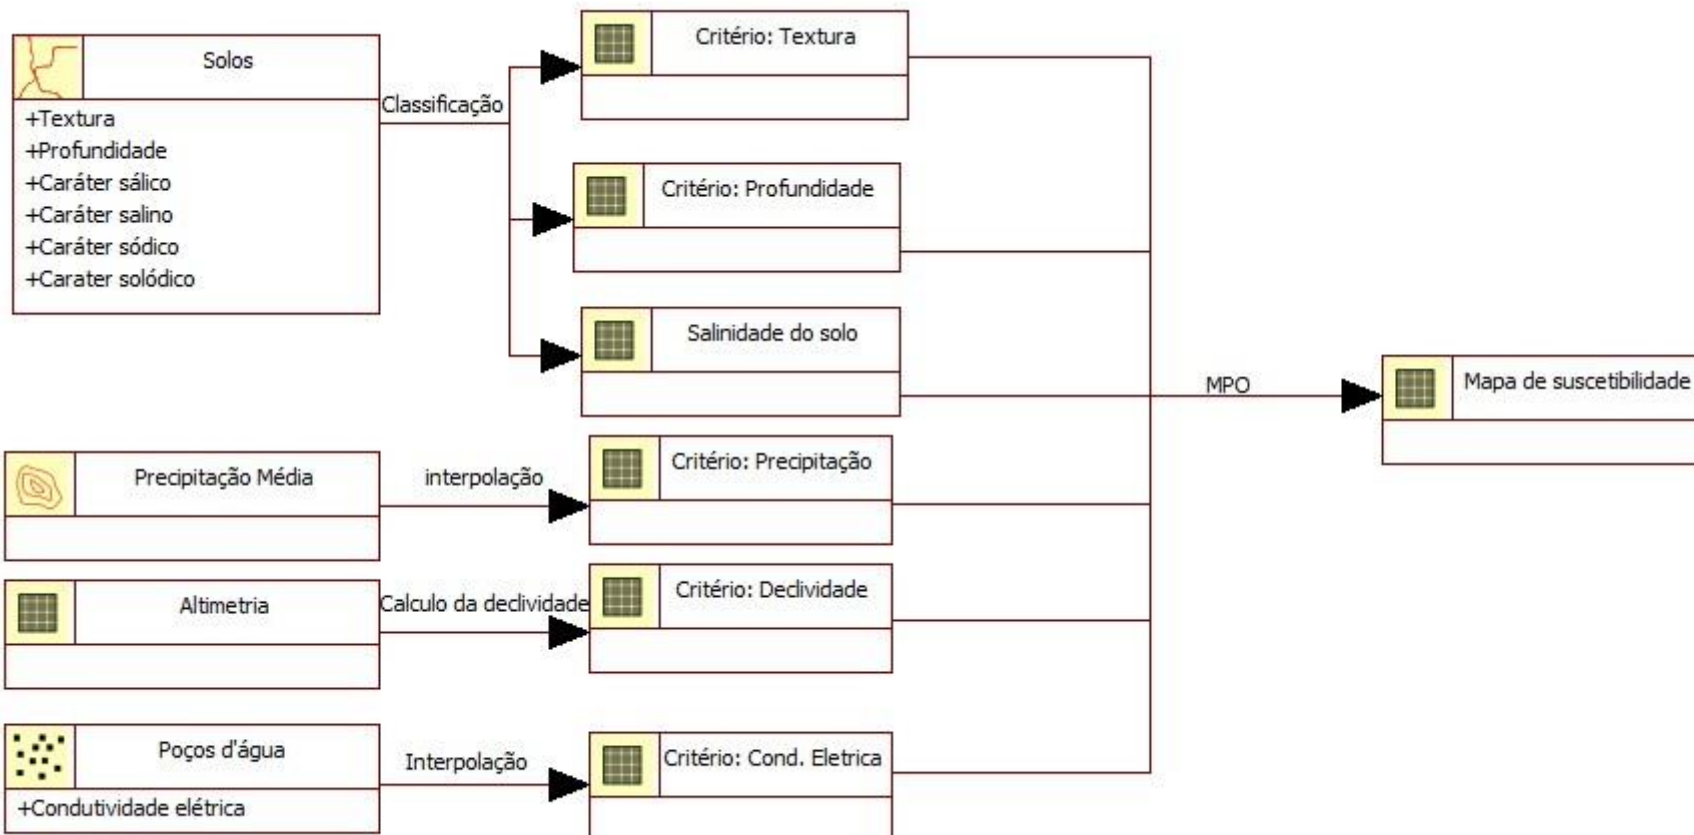 Solos
+Textura
+Profundidade
+Caráter sálico
+Caráter salino
+Caráter sódico
+Carater solódico
Classificação
Critério: Textura
Critério: Profundidade
Salinidade do solo
Precipitação Média
interpolação
Critério: Precipitação
Altimetria
Calculo da declividade
Critério: Declividade
Poços d'água
+Condutividade elétrica
Interpolação
Critério: Cond. Eletrica
MPO
Mapa de suscetibilidade